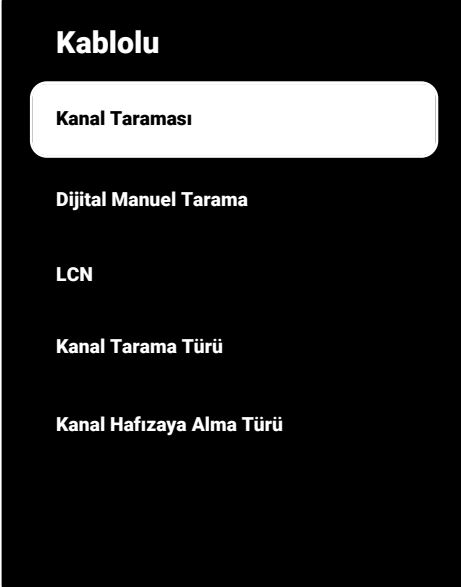 Kablolu
Kanal Taraması
Dijital Manuel Tarama
LCN
Kanal Tarama Türü
Kanal Hafızaya Alma Türü